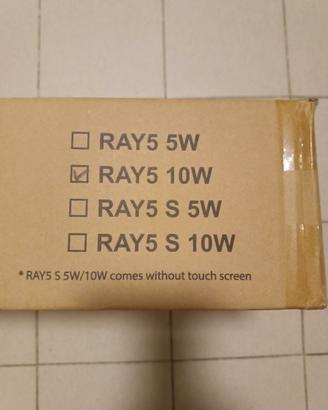 ☐ RAY5 5W
☑ RAY5 10W
☐ RAY5 S 5W
☐ RAY5 S 10W
* RAY5 S 5W/10W comes without touch screen